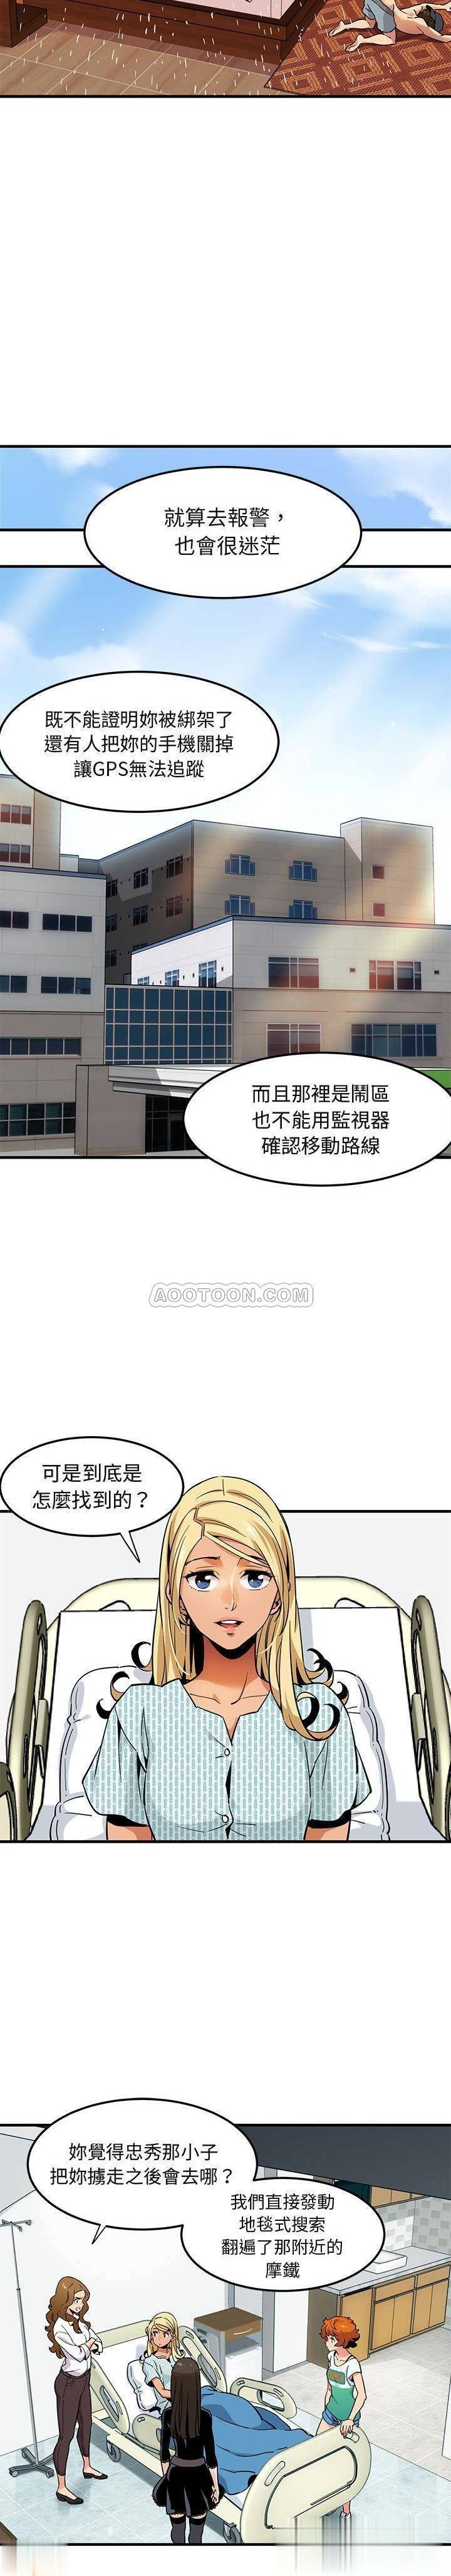 就算去報警，
也會很迷茫
既不能證明妳被綁架了
還有人把妳的手機關掉
讓GPS無法追蹤
而且那裡是鬧區
也不能用監視器
確認移動路線
AOOTOON.COM
可是到底是
怎麼找到的？
妳覺得忠秀那小子
把妳擄走之後會去哪？
我們直接發動
地毯式搜索
翻遍了那附近的
摩鐵